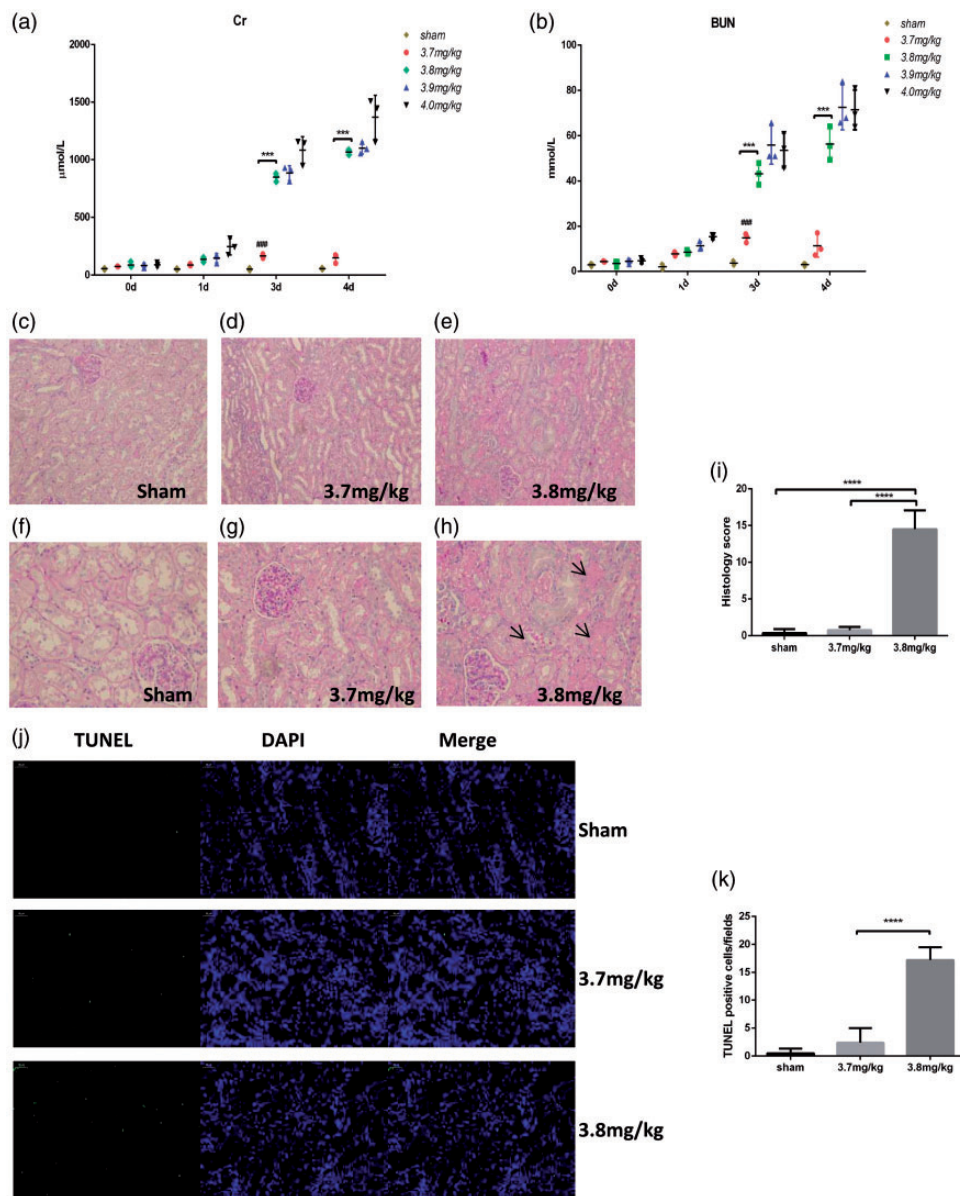 (a)
Cr
μmol/L
2000
1500
1000
500
0
0d 1d 3d 4d
###
***
***
sham
3.7mg/kg
3.8mg/kg
3.9mg/kg
4.0mg/kg
(b)
BUN
mmol/L
100
80
60
40
20
0
0d 1d 3d 4d
###
***
***
sham
3.7mg/kg
3.8mg/kg
3.9mg/kg
4.0mg/kg
(c)
Sham
(d)
3.7mg/kg
(e)
3.8mg/kg
(f)
Sham
(g)
3.7mg/kg
(h)
3.8mg/kg
(i)
Histology score
20
15
10
5
0
****
****
sham 3.7mg/kg 3.8mg/kg
(j)
TUNEL DAPI Merge
Sham
3.7mg/kg
3.8mg/kg
(k)
TUNEL positive cells/fields
25
20
15
10
5
0
****
sham 3.7mg/kg 3.8mg/kg